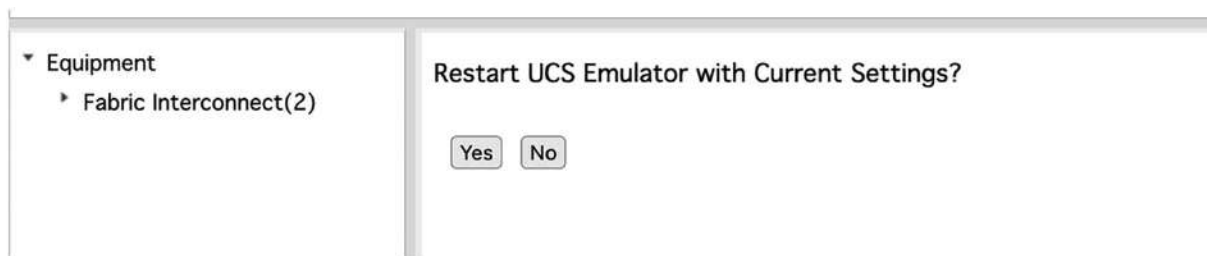 Equipment
Fabric Interconnect(2)
Restart UCS Emulator with Current Settings?
Yes No